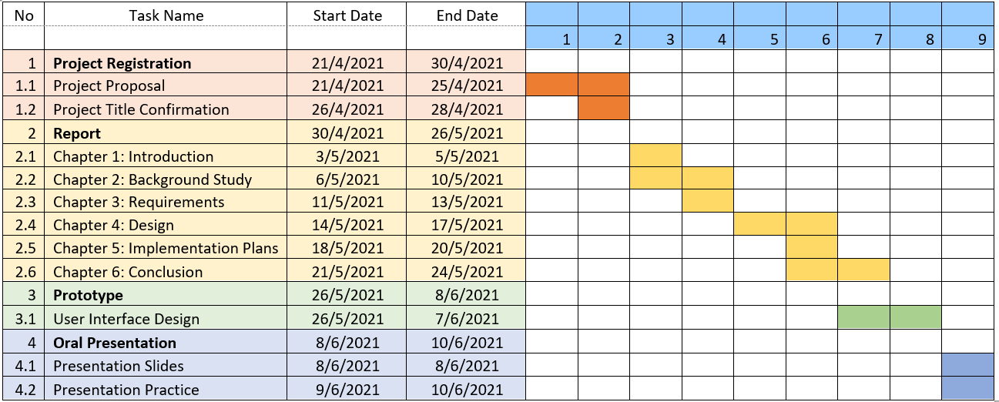 No Task Name Start Date End Date
1 2 3 4 5 6 7 8 9
1 Project Registration 21/4/2021 30/4/2021
1.1 Project Proposal 21/4/2021 25/4/2021
1.2 Project Title Confirmation 26/4/2021 28/4/2021
2 Report 30/4/2021 26/5/2021
2.1 Chapter 1: Introduction 3/5/2021 5/5/2021
2.2 Chapter 2: Background Study 6/5/2021 10/5/2021
2.3 Chapter 3: Requirements 11/5/2021 13/5/2021
2.4 Chapter 4: Design 14/5/2021 17/5/2021
2.5 Chapter 5: Implementation Plans 18/5/2021 20/5/2021
2.6 Chapter 6: Conclusion 21/5/2021 24/5/2021
3 Prototype 26/5/2021 8/6/2021
3.1 User Interface Design 26/5/2021 7/6/2021
4 Oral Presentation 8/6/2021 10/6/2021
4.1 Presentation Slides 8/6/2021 8/6/2021
4.2 Presentation Practice 9/6/2021 10/6/2021